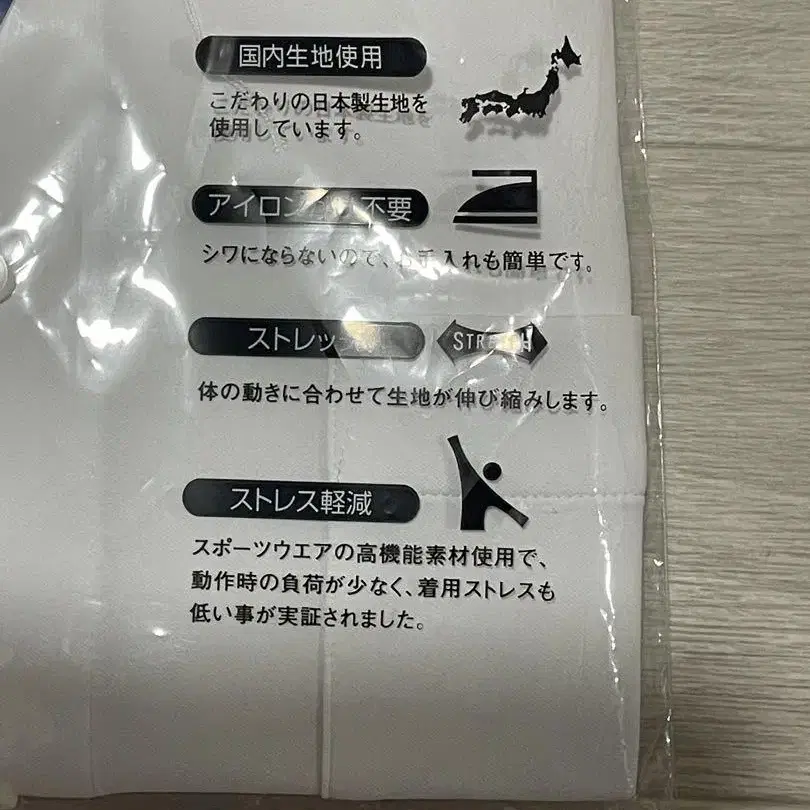 国内生地使用
こだわりの日本製生地を
使用しています。
アイロン 不要
シワにならないので、お手入れも簡単です。
ストレッ
STRETCH
体の動きに合わせて生地が伸び縮みします。
ストレス軽減
スポーツウエアの高機能素材使用で、
動作時の負荷が少なく、着用ストレスも
低い事が実証されました。